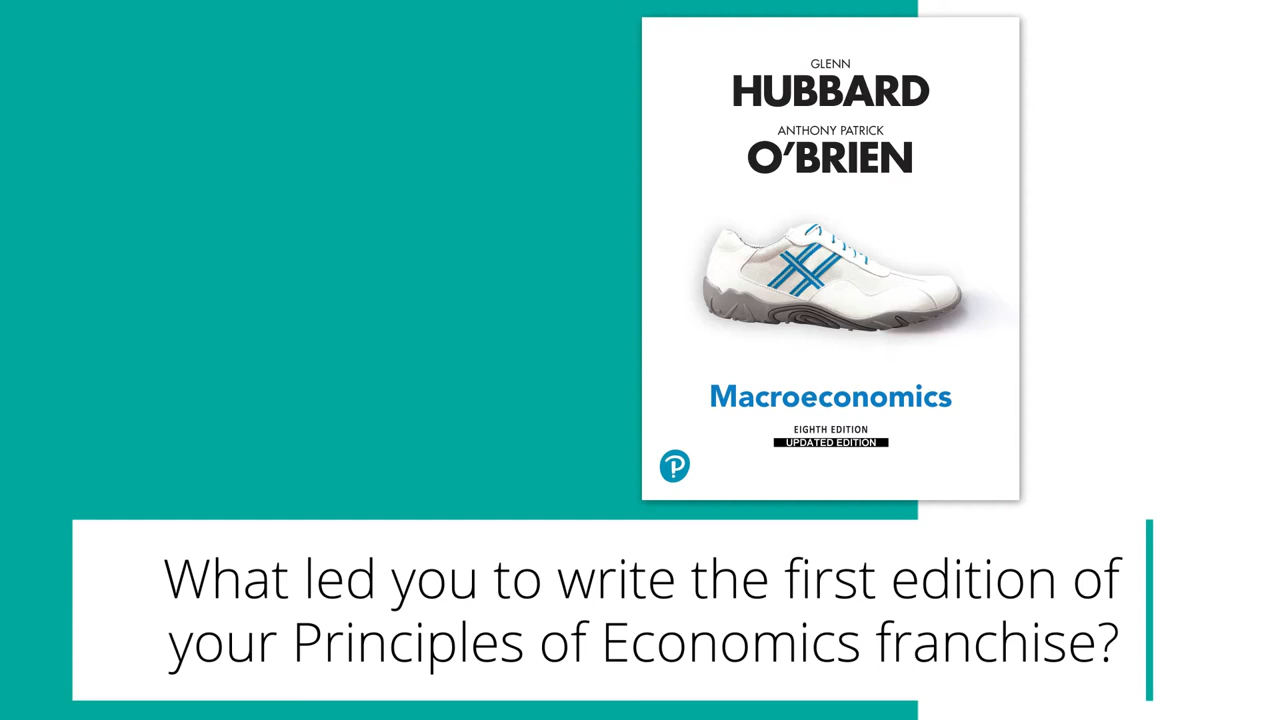 GLENN
HUBBARD
ANTHONY PATRICK
O'BRIEN
Macroeconomics
EIGHTH EDITION
UPDATED EDITION
P
What led you to write the first edition of
your Principles of Economics franchise?